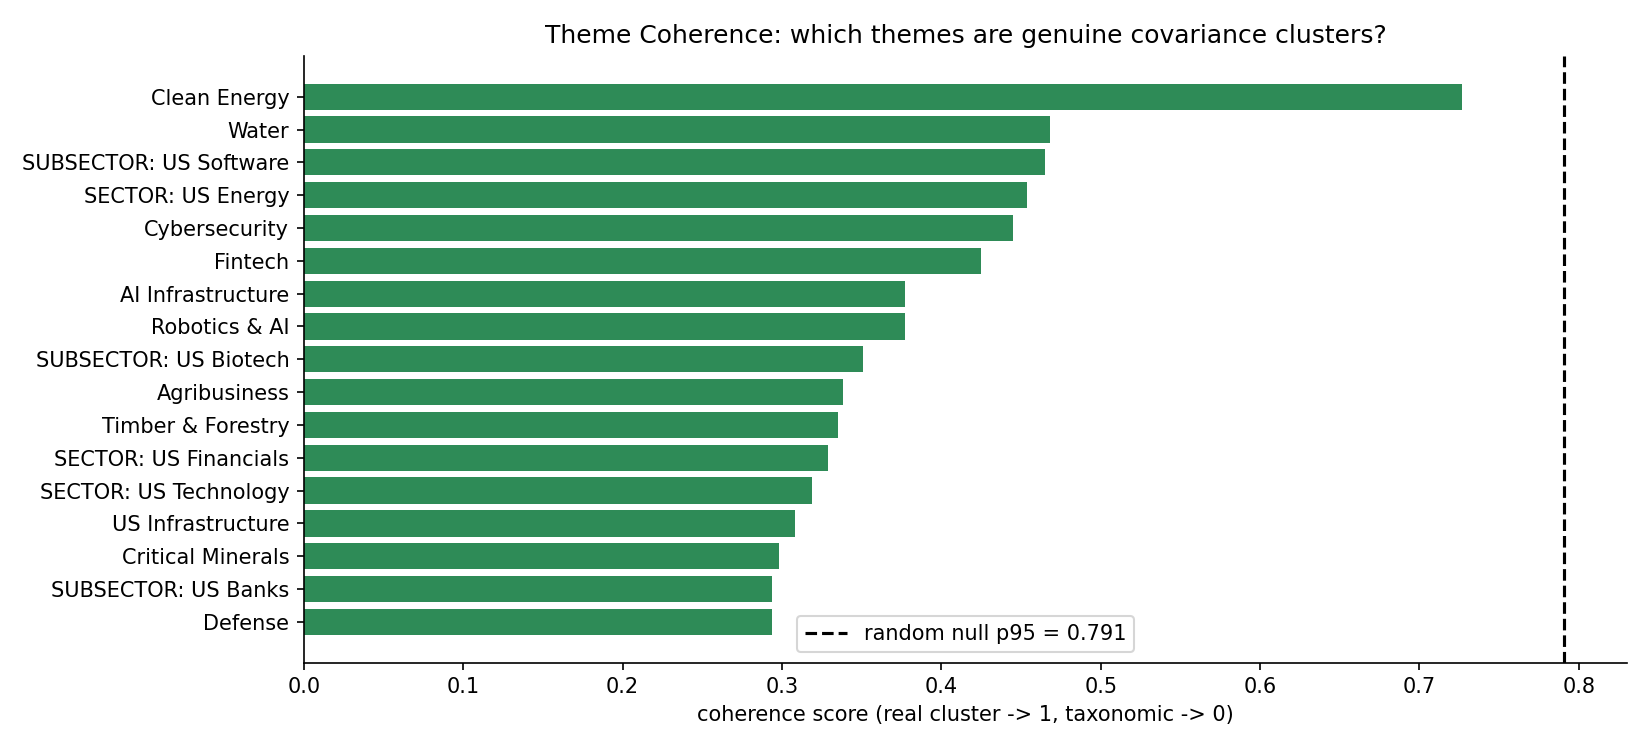 Theme Coherence: which themes are genuine covariance clusters?
Clean Energy
Water
SUBSECTOR: US Software
SECTOR: US Energy
Cybersecurity
Fintech
AI Infrastructure
Robotics & AI
SUBSECTOR: US Biotech
Agribusiness
Timber & Forestry
SECTOR: US Financials
SECTOR: US Technology
US Infrastructure
Critical Minerals
SUBSECTOR: US Banks
Defense
random null p95 = 0.791
0.0 0.1 0.2 0.3 0.4 0.5 0.6 0.7 0.8
coherence score (real cluster -> 1, taxonomic -> 0)